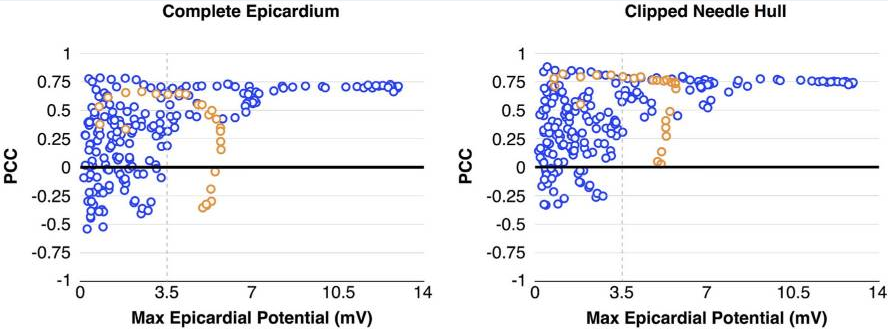 Complete Epicardium
Clipped Needle Hull
PCC
1
0.75
0.5
0.25
0
-0.25
-0.5
-0.75
-1
0 3.5 7 10.5 14
Max Epicardial Potential (mV)
PCC
1
0.75
0.5
0.25
0
-0.25
-0.5
-0.75
-1
0 3.5 7 10.5 14
Max Epicardial Potential (mV)